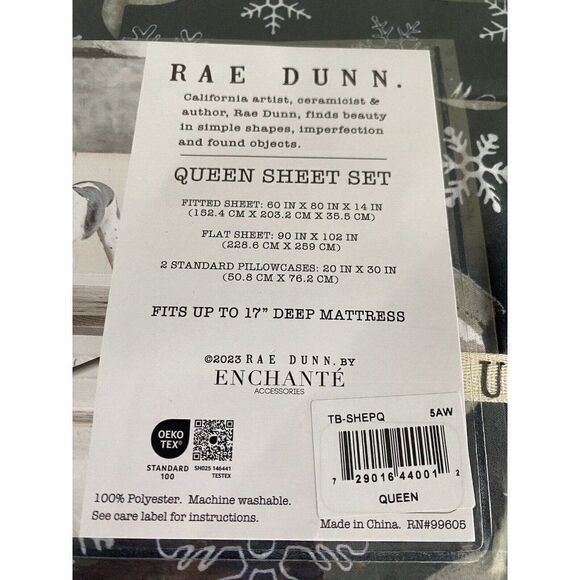 RAE DUNN.
California artist, ceramicist &
author, Rae Dunn, finds beauty
in simple shapes, imperfection
and found objects.
QUEEN SHEET SET
FITTED SHEET: 60 IN X 80 IN X 14 IN
(152.4 CM X 203.2 CM X 35.5 CM)
FLAT SHEET: 90 IN X 102 IN
(228.6 CM X 259 CM)
2 STANDARD PILLOWCASES: 20 IN X 30 IN
(50.8 CM X 76.2 CM)
FITS UP TO 17" DEEP MATTRESS
©2023 RAE DUNN. BY
ENCHANTÉ
ACCESSORIES
U
OEKO
TEX®
STANDARD
100
SH025 146441
TESTEX
TB-SHEPQ 5AW
7 29016 44001 2
QUEEN
100% Polyester. Machine washable.
See care label for instructions.
Made in China. RN#99605